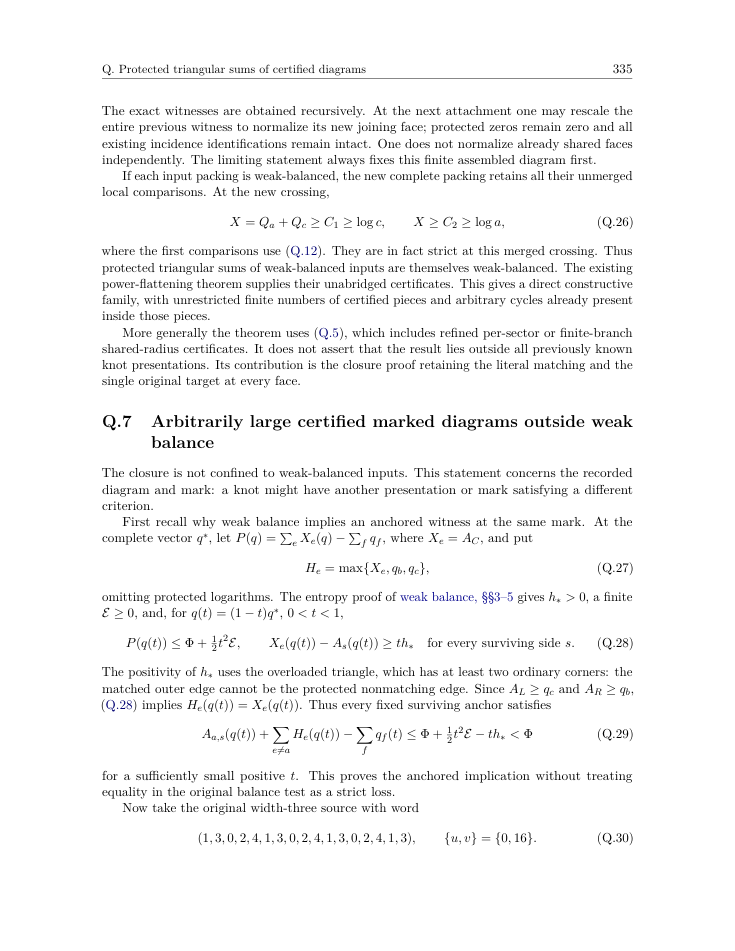 Q. Protected triangular sums of certified diagrams 335
The exact witnesses are obtained recursively. At the next attachment one may rescale the
entire previous witness to normalize its new joining face; protected zeros remain zero and all
existing incidence identifications remain intact. One does not normalize already shared faces
independently. The limiting statement always fixes this finite assembled diagram first.
If each input packing is weak-balanced, the new complete packing retains all their unmerged
local comparisons. At the new crossing,
X = Qₐ + Q_c ≥ C₁ ≥ log c, X ≥ C₂ ≥ log a, (Q.26)
where the first comparisons use (Q.12). They are in fact strict at this merged crossing. Thus
protected triangular sums of weak-balanced inputs are themselves weak-balanced. The existing
power-flattening theorem supplies their unabridged certificates. This gives a direct constructive
family, with unrestricted finite numbers of certified pieces and arbitrary cycles already present
inside those pieces.
More generally the theorem uses (Q.5), which includes refined per-sector or finite-branch
shared-radius certificates. It does not assert that the result lies outside all previously known
knot presentations. Its contribution is the closure proof retaining the literal matching and the
single original target at every face.
Q.7 Arbitrarily large certified marked diagrams outside weak
balance
The closure is not confined to weak-balanced inputs. This statement concerns the recorded
diagram and mark: a knot might have another presentation or mark satisfying a different
criterion.
First recall why weak balance implies an anchored witness at the same mark. At the
complete vector q*, let P(q) = ∑_e X_e(q) − ∑_f q_f, where X_e = A_C, and put
H_e = max{X_e, q_b, q_c}, (Q.27)
omitting protected logarithms. The entropy proof of weak balance, §§3–5 gives h_* > 0, a finite
ℰ ≥ 0, and, for q(t) = (1 − t)q*, 0 < t < 1,
P(q(t)) ≤ Φ + ½t²ℰ, X_e(q(t)) − A_s(q(t)) ≥ th_* for every surviving side s. (Q.28)
The positivity of h_* uses the overloaded triangle, which has at least two ordinary corners: the
matched outer edge cannot be the protected nonmatching edge. Since A_L ≥ q_c and A_R ≥ q_b,
(Q.28) implies H_e(q(t)) = X_e(q(t)). Thus every fixed surviving anchor satisfies
A_{a,s}(q(t)) + ∑_{e≠a} H_e(q(t)) − ∑_f q_f(t) ≤ Φ + ½t²ℰ − th_* < Φ (Q.29)
for a sufficiently small positive t. This proves the anchored implication without treating
equality in the original balance test as a strict loss.
Now take the original width-three source with word
(1, 3, 0, 2, 4, 1, 3, 0, 2, 4, 1, 3, 0, 2, 4, 1, 3), {u, v} = {0, 16}. (Q.30)